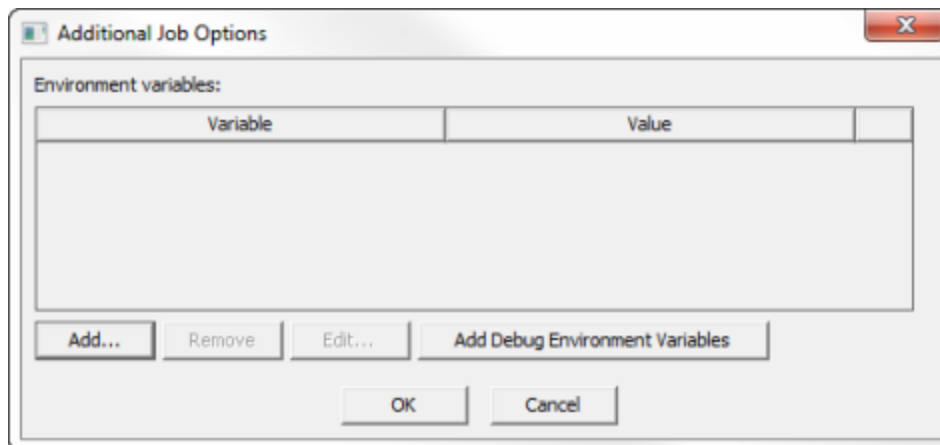 Additional Job Options
Environment variables:
Variable Value
Add... Remove Edit... Add Debug Environment Variables
OK Cancel